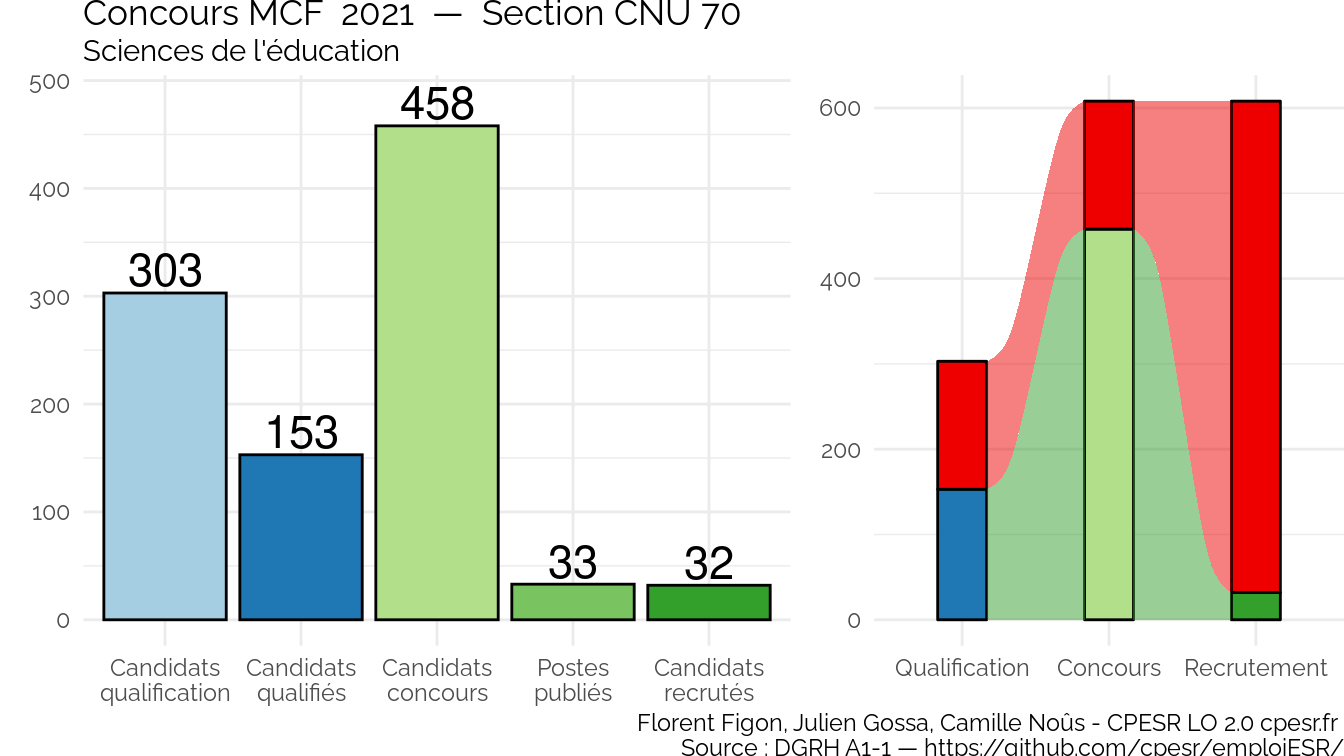 Concours MCF 2021 — Section CNU 70
Sciences de l'éducation
500
400
300
200
100
0
303
153
458
33
32
Candidats
qualification
Candidats
qualifiés
Candidats
concours
Postes
publiés
Candidats
recrutés
600
400
200
0
Qualification
Concours
Recrutement
Florent Figon, Julien Gossa, Camille Noûs - CPESR LO 2.0 cpesr.fr
Source : DGRH A1-1 — https://github.com/cpesr/emploiESR/